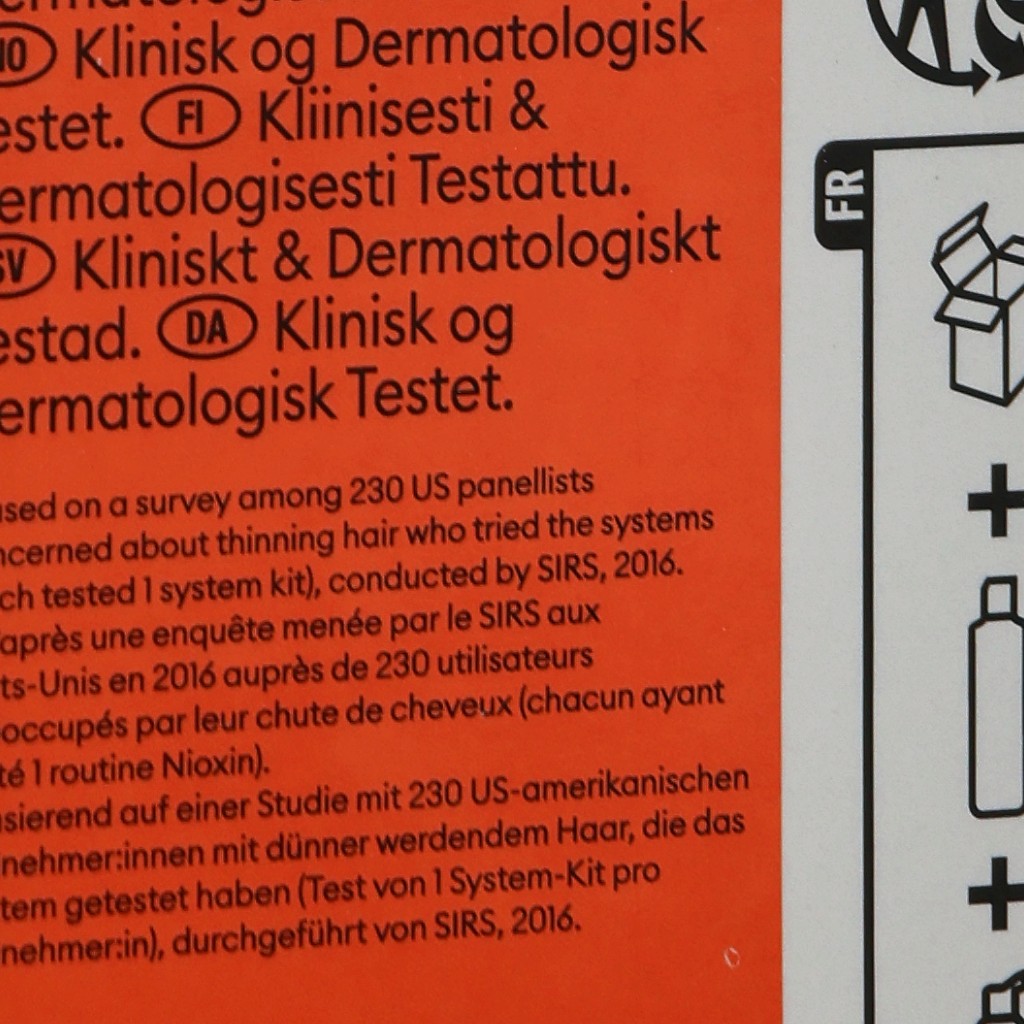 NO Klinisk og Dermatologisk
estet. FI Kliinisesti &
ermatologisesti Testattu.
SV Kliniskt & Dermatologiskt
estad. DA Klinisk og
ermatologisk Testet.
sed on a survey among 230 US panellists
ncerned about thinning hair who tried the systems
ch tested 1 system kit), conducted by SIRS, 2016.
'après une enquête menée par le SIRS aux
ts-Unis en 2016 auprès de 230 utilisateurs
occupés par leur chute de cheveux (chacun ayant
té 1 routine Nioxin).
sierend auf einer Studie mit 230 US-amerikanischen
nehmer:innen mit dünner werdendem Haar, die das
tem getestet haben (Test von 1 System-Kit pro
nehmer:in), durchgeführt von SIRS, 2016.
FR
+
+